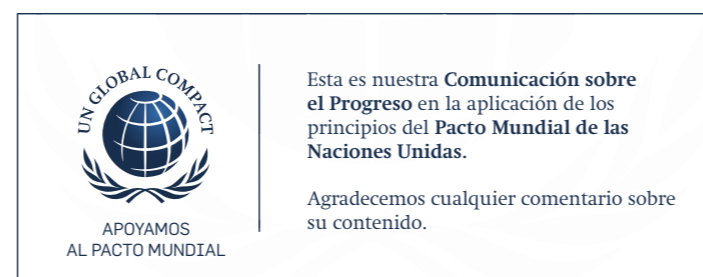 UN GLOBAL COMPACT
APOYAMOS
AL PACTO MUNDIAL
Esta es nuestra Comunicación sobre
el Progreso en la aplicación de los
principios del Pacto Mundial de las
Naciones Unidas.
Agradecemos cualquier comentario sobre
su contenido.